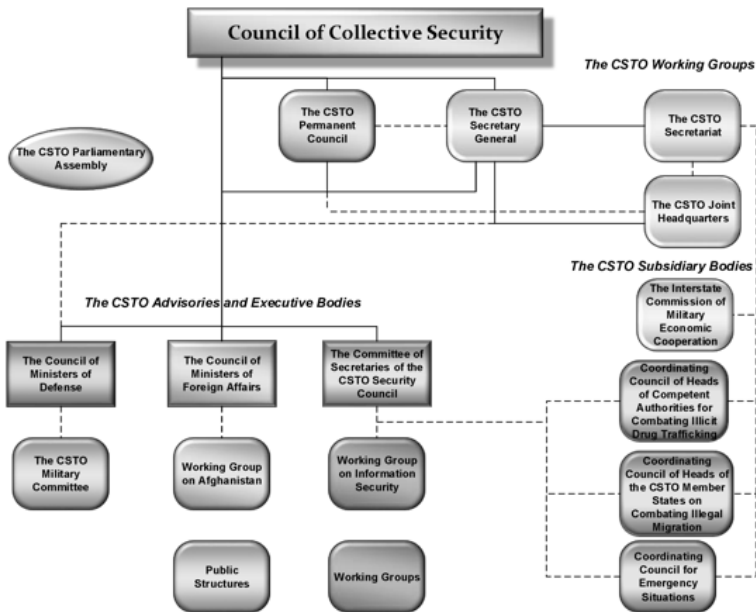 Council of Collective Security
The CSTO Working Groups
The CSTO
Permanent
Council
The CSTO
Secretary
General
The CSTO
Secretariat
The CSTO Parliamentary
Assembly
The CSTO Joint
Headquarters
The CSTO Subsidiary Bodies
The CSTO Advisories and Executive Bodies
The Interstate
Commission of
Military
Economic
Cooperation
The Council of
Ministers of
Defense
The Council of
Ministers of
Foreign Affairs
The Committee of
Secretaries of the
CSTO Security
Council
Coordinating
Council of Heads
of Competent
Authorities for
Combating Illicit
Drug Trafficking
The CSTO
Military
Committee
Working Group
on Afghanistan
Working Group
on Information
Security
Coordinating
Council of Heads of
the CSTO Member
States on
Combating Illegal
Migration
Public
Structures
Working Groups
Coordinating
Council for
Emergency
Situations